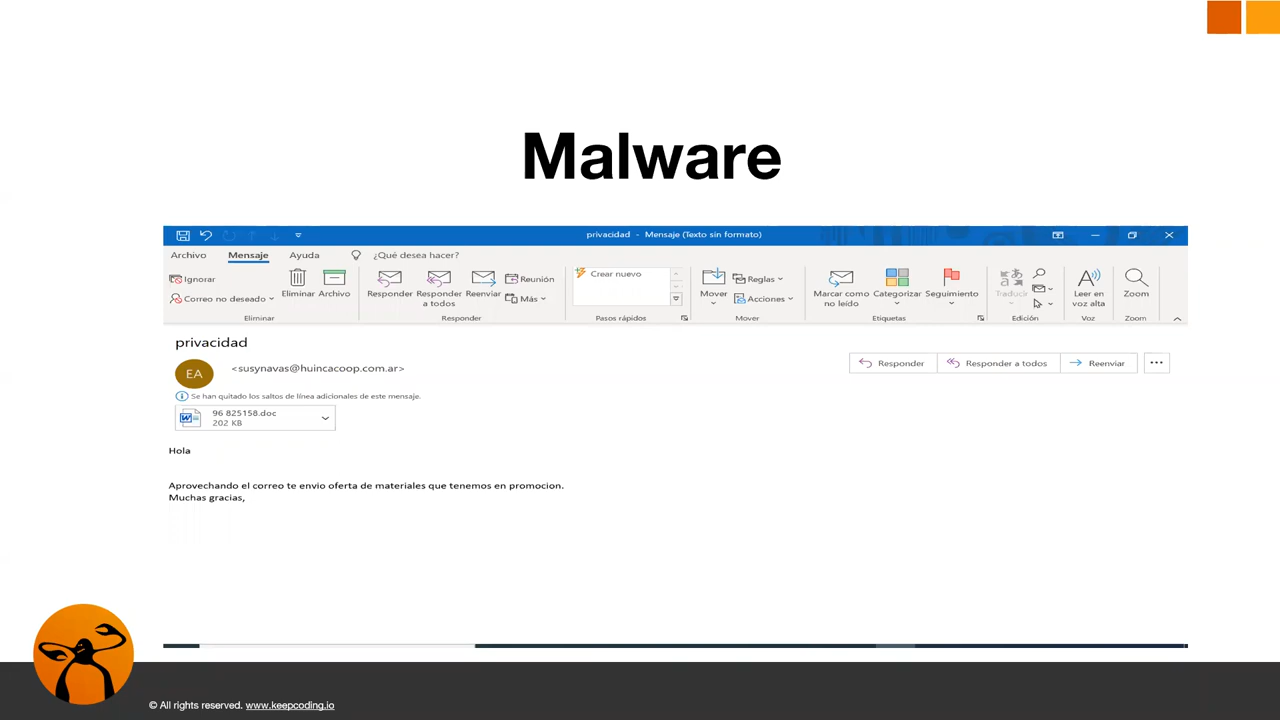 Malware
privacidad - Mensaje (Texto sin formato)
Archivo Mensaje Ayuda ¿Qué desea hacer?
Ignorar
Correo no deseado
Eliminar
Archivo
Eliminar
Responder
Responder a todos
Reenviar
Reunión
Más
Responder
Crear nuevo
Pasos rápidos
Mover
Reglas
Acciones
Mover
Marcar como no leído
Categorizar
Seguimiento
Etiquetas
Traducir
Edición
Leer en voz alta
Voz
Zoom
Zoom
privacidad
EA
<susynavas@huincacoop.com.ar>
Responder
Responder a todos
Reenviar
Se han quitado los saltos de línea adicionales de este mensaje.
96 825158.doc
202 KB
Hola
Aprovechando el correo te envio oferta de materiales que tenemos en promocion.
Muchas gracias,
© All rights reserved. www.keepcoding.io